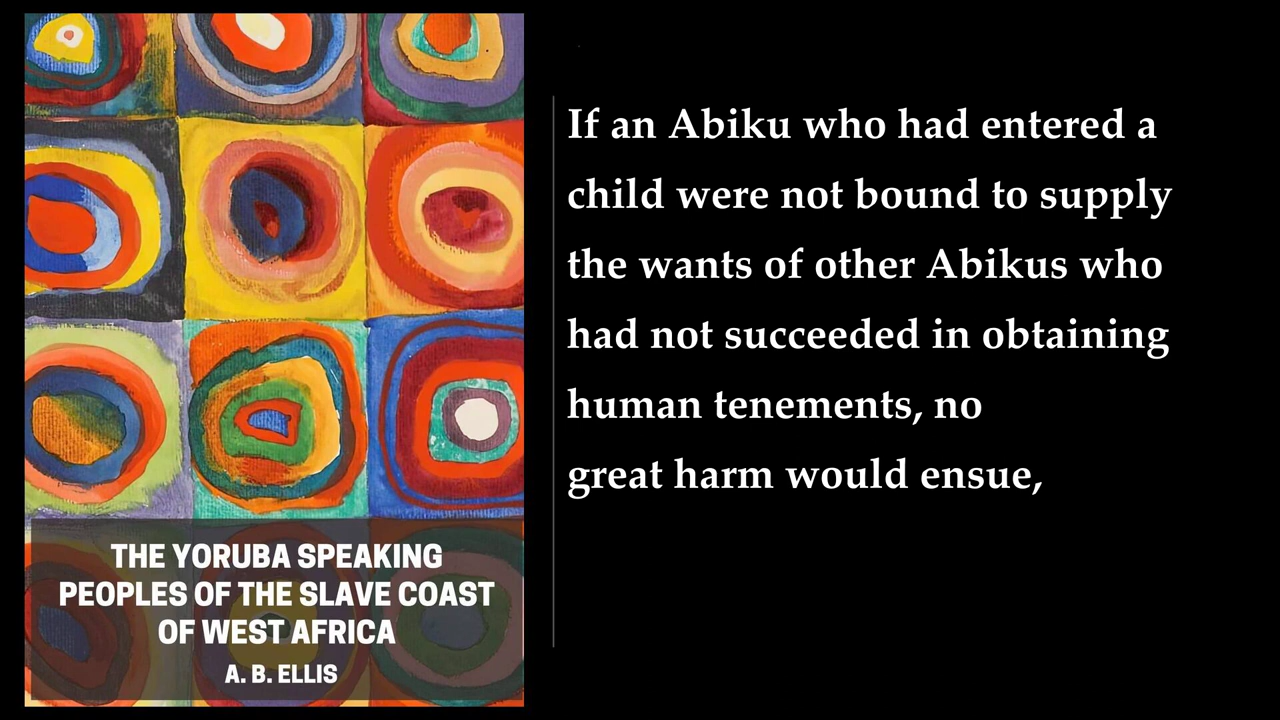 If an Abiku who had entered a
child were not bound to supply
the wants of other Abikus who
had not succeeded in obtaining
human tenements, no
great harm would ensue,
THE YORUBA SPEAKING
PEOPLES OF THE SLAVE COAST
OF WEST AFRICA
A. B. ELLIS